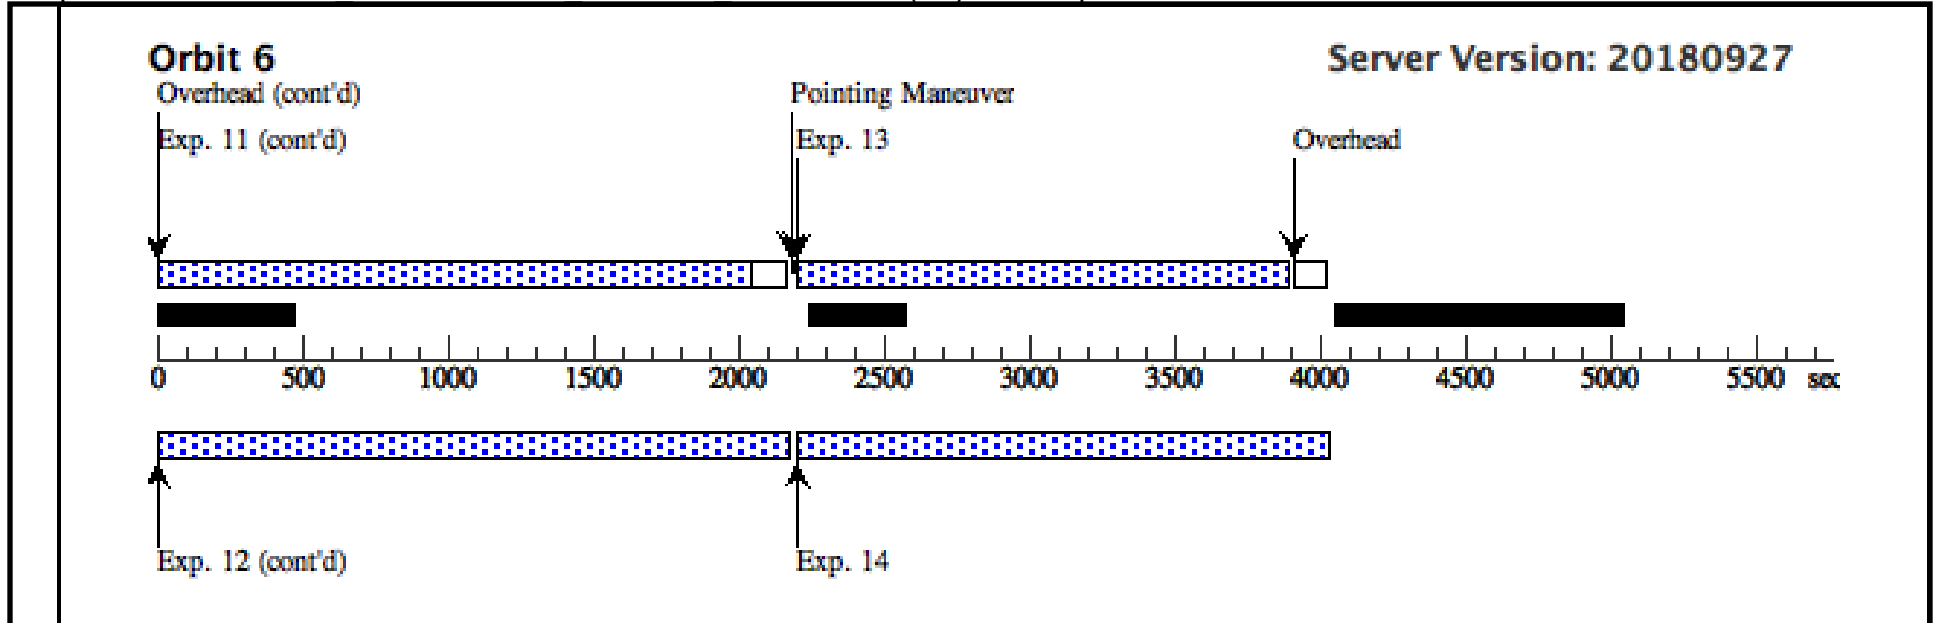 Orbit 6
Server Version: 20180927
Overhead (cont'd)
Pointing Maneuver
Exp. 11 (cont'd)
Exp. 13
Overhead
0 500 1000 1500 2000 2500 3000 3500 4000 4500 5000 5500 sec
Exp. 12 (cont'd)
Exp. 14